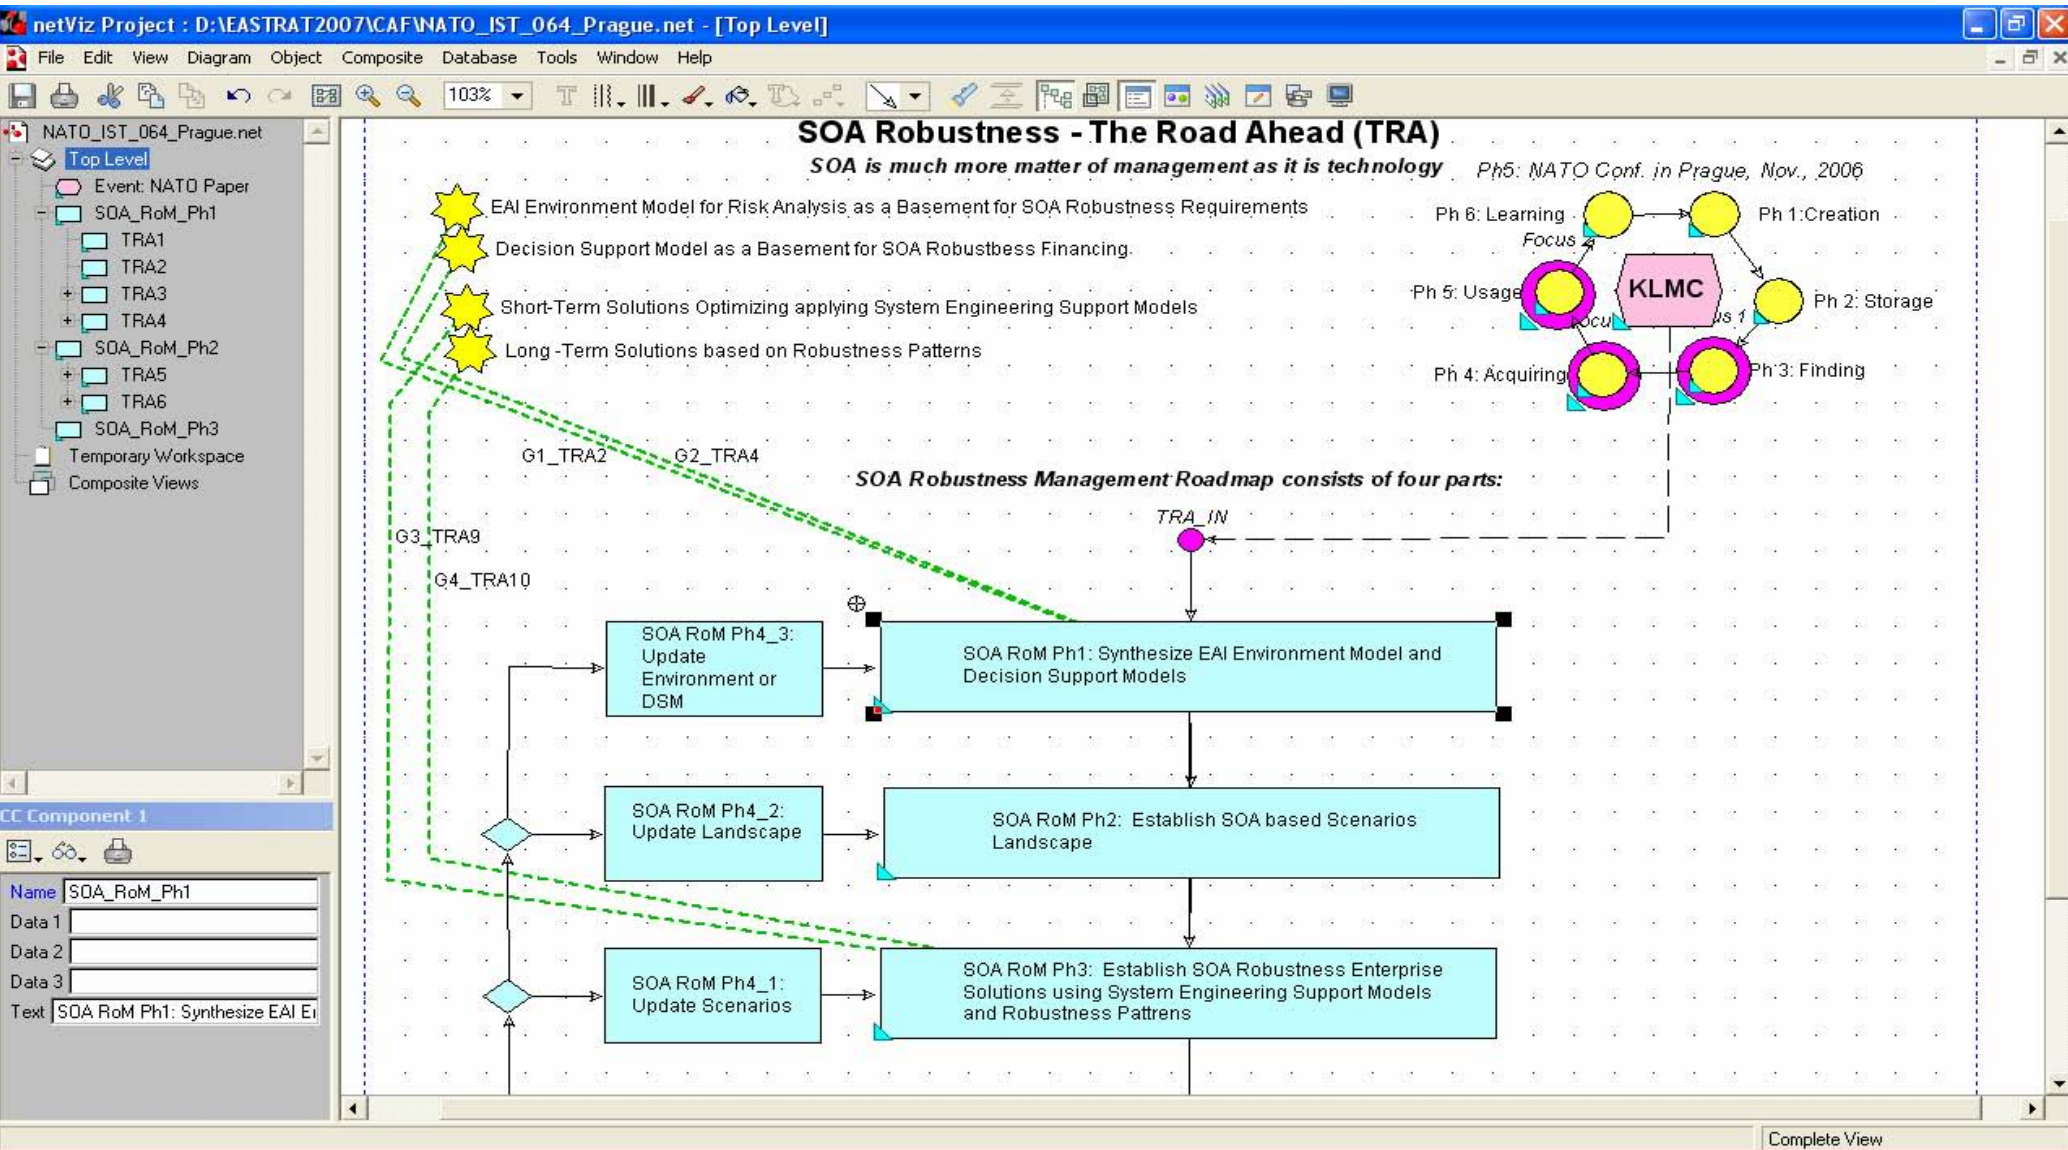 netViz Project : D:\EASTRAT2007\CAF\NATO_IST_064_Prague.net - [Top Level]
File Edit View Diagram Object Composite Database Tools Window Help
103%
NATO_IST_064_Prague.net
Top Level
Event: NATO Paper
SOA_RoM_Ph1
TRA1
TRA2
TRA3
TRA4
SOA_RoM_Ph2
TRA5
TRA6
SOA_RoM_Ph3
Temporary Workspace
Composite Views
CC Component 1
Name SOA_RoM_Ph1
Data 1
Data 2
Data 3
Text SOA RoM Ph1: Synthesize EAI
SOA Robustness - The Road Ahead (TRA)
SOA is much more matter of management as it is technology
Ph5: NATO Conf. in Prague, Nov., 2006
EAI Environment Model for Risk Analysis as a Basement for SOA Robustness Requirements
Decision Support Model as a Basement for SOA Robustbess Financing.
Short-Term Solutions Optimizing applying System Engineering Support Models
Long -Term Solutions based on Robustness Patterns
Ph 6: Learning
Ph 1:Creation
Focus
Ph 5: Usage
KLMC
Ph 2: Storage
Ph 4: Acquiring
Ph 3: Finding
G1_TRA2
G2_TRA4
SOA Robustness Management Roadmap consists of four parts:
TRA_IN
G3_TRA9
G4_TRA10
SOA RoM Ph4_3:
Update
Environment or
DSM
SOA RoM Ph1: Synthesize EAI Environment Model and
Decision Support Models
SOA RoM Ph4_2:
Update Landscape
SOA RoM Ph2: Establish SOA based Scenarios
Landscape
SOA RoM Ph4_1:
Update Scenarios
SOA RoM Ph3: Establish SOA Robustness Enterprise
Solutions using System Engineering Support Models
and Robustness Pattrens
Complete View